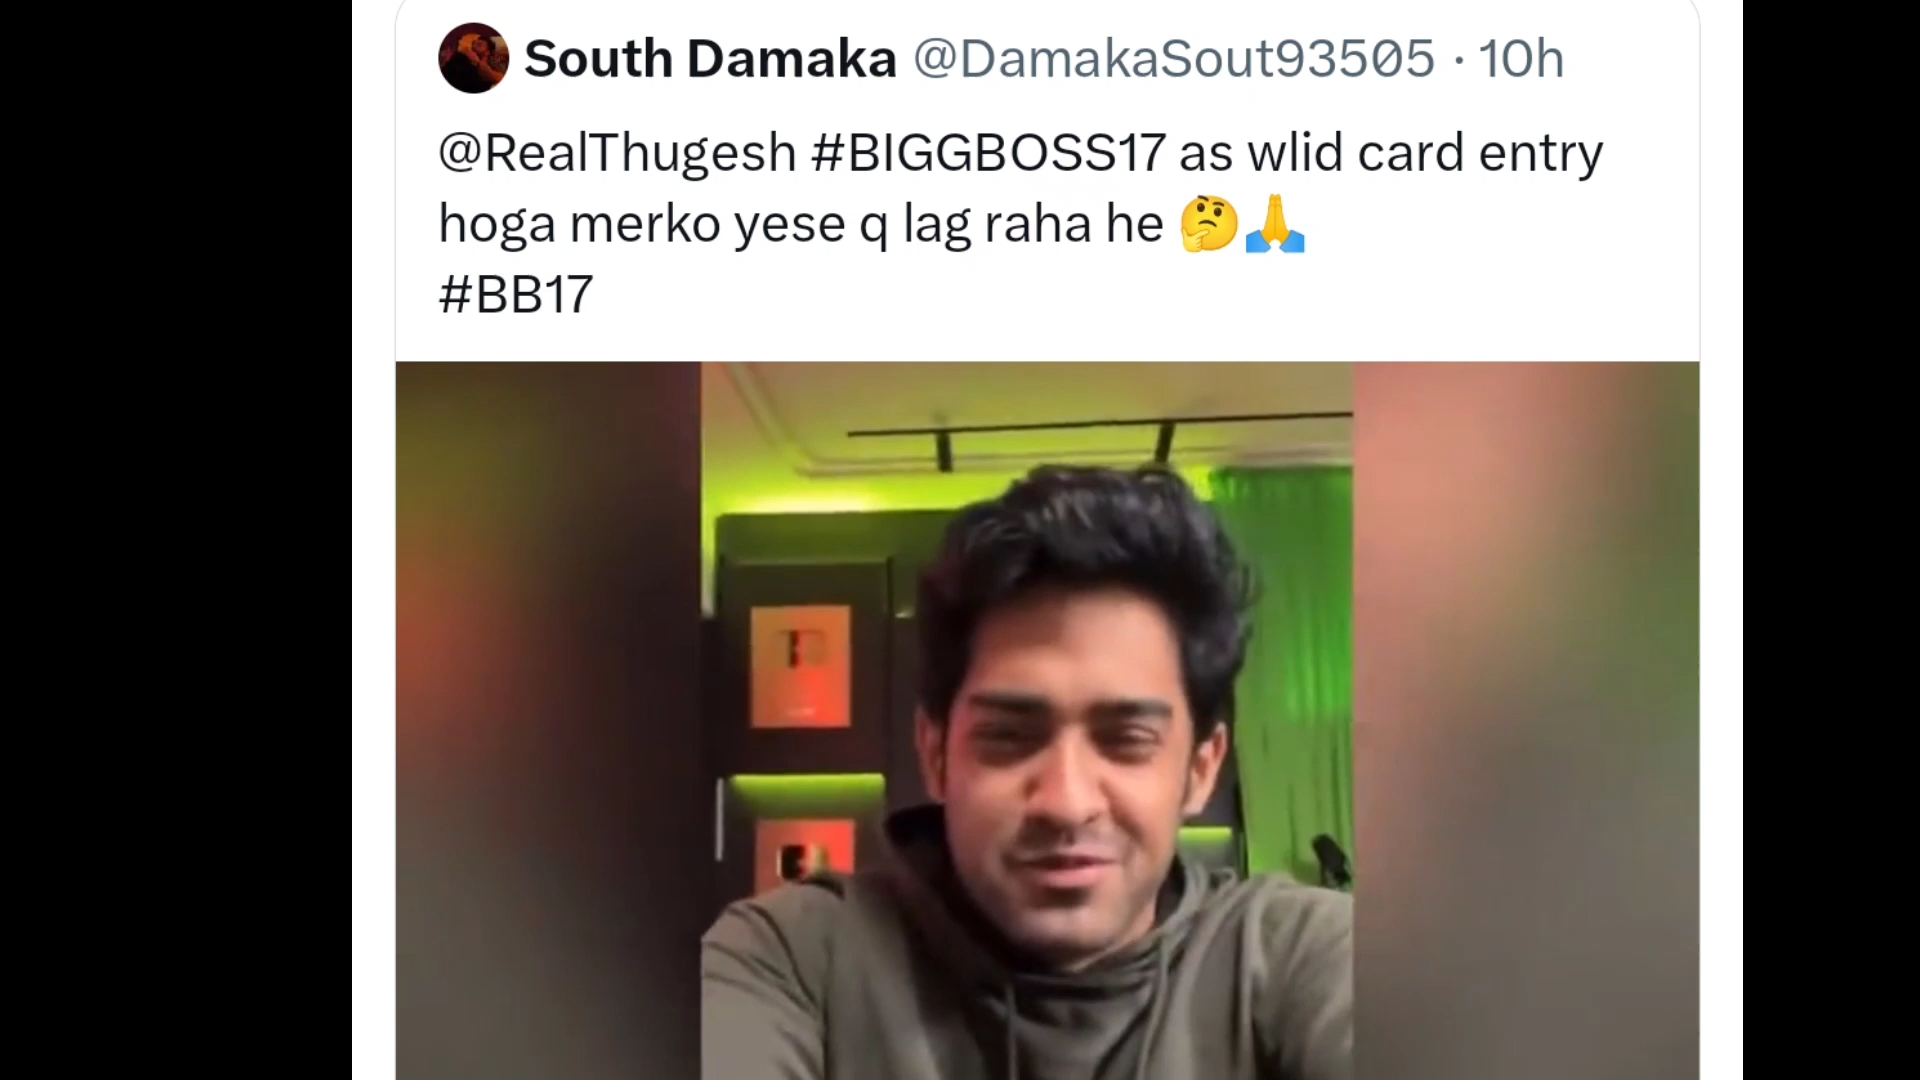 South Damaka @DamakaSout93505 · 10h
@RealThugesh #BIGGBOSS17 as wlid card entry
hoga merko yese q lag raha he 🤔🙏
#BB17